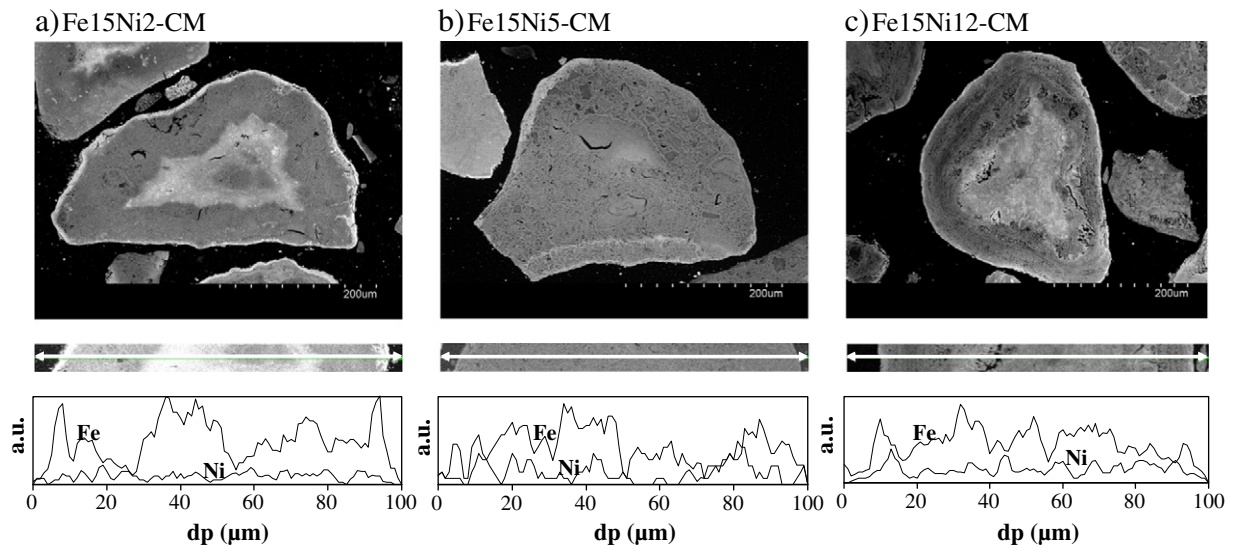 a) Fe15Ni2-CM
b) Fe15Ni5-CM
c) Fe15Ni12-CM
200um
200um
200um
a.u.
Fe
Ni
0 20 40 60 80 100
dp (µm)
a.u.
Fe
Ni
0 20 40 60 80 100
dp (µm)
a.u.
Fe
Ni
0 20 40 60 80 100
dp (µm)